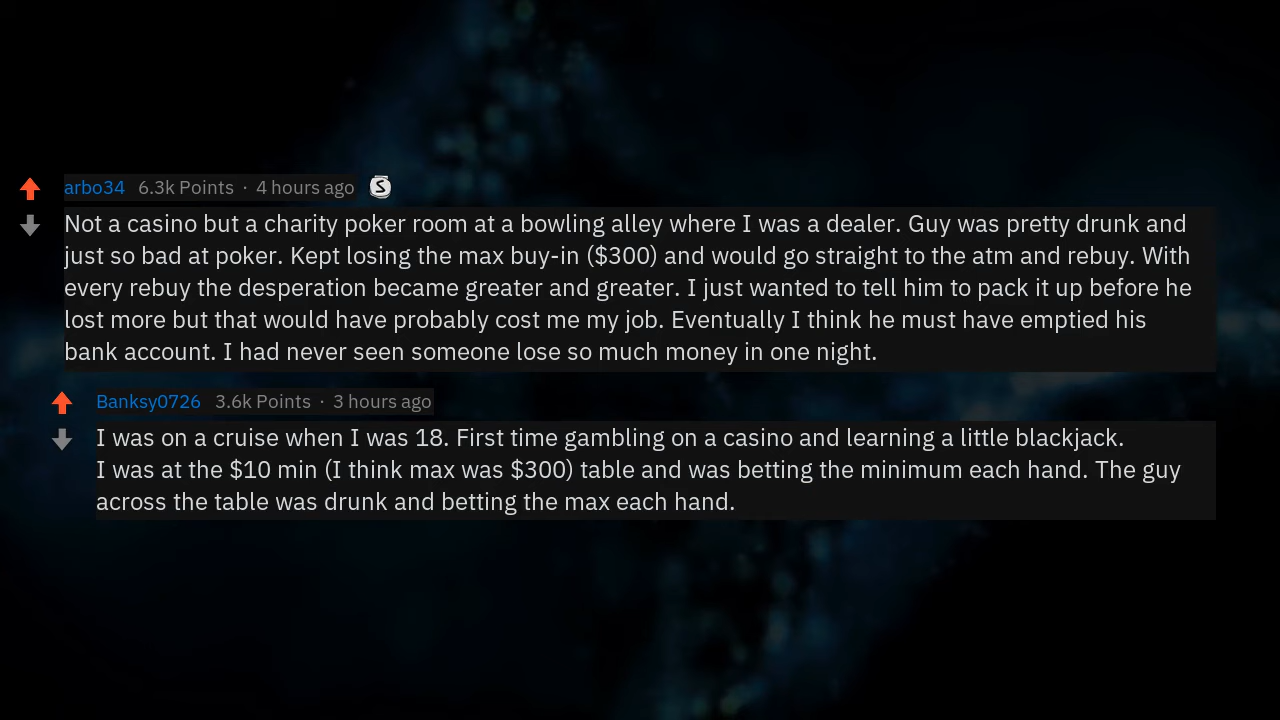 arbo34 6.3k Points · 4 hours ago S
Not a casino but a charity poker room at a bowling alley where I was a dealer. Guy was pretty drunk and
just so bad at poker. Kept losing the max buy-in ($300) and would go straight to the atm and rebuy. With
every rebuy the desperation became greater and greater. I just wanted to tell him to pack it up before he
lost more but that would have probably cost me my job. Eventually I think he must have emptied his
bank account. I had never seen someone lose so much money in one night.
Banksy0726 3.6k Points · 3 hours ago
I was on a cruise when I was 18. First time gambling on a casino and learning a little blackjack.
I was at the $10 min (I think max was $300) table and was betting the minimum each hand. The guy
across the table was drunk and betting the max each hand.